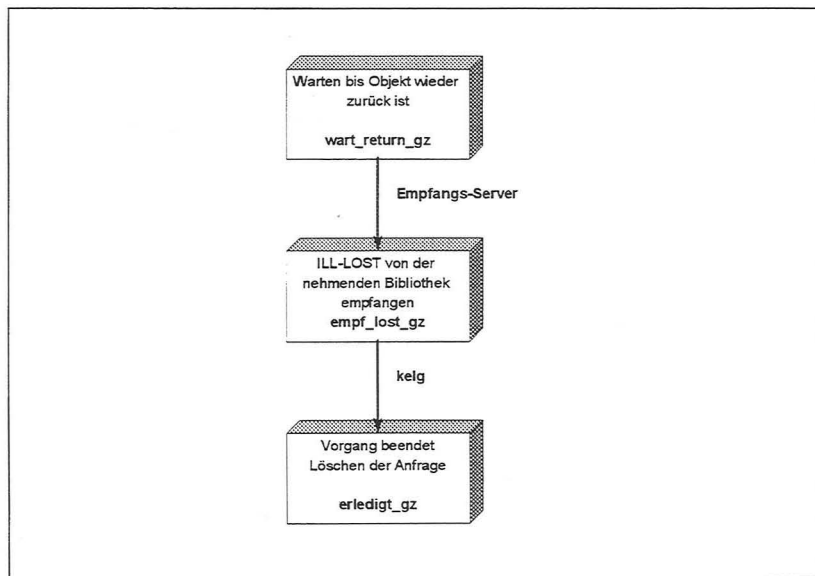 Warten bis Objekt wieder
zurück ist
wart_return_gz
Empfangs-Server
ILL-LOST von der
nehmenden Bibliothek
empfangen
empf_lost_gz
kelg
Vorgang beendet
Löschen der Anfrage
erledigt_gz